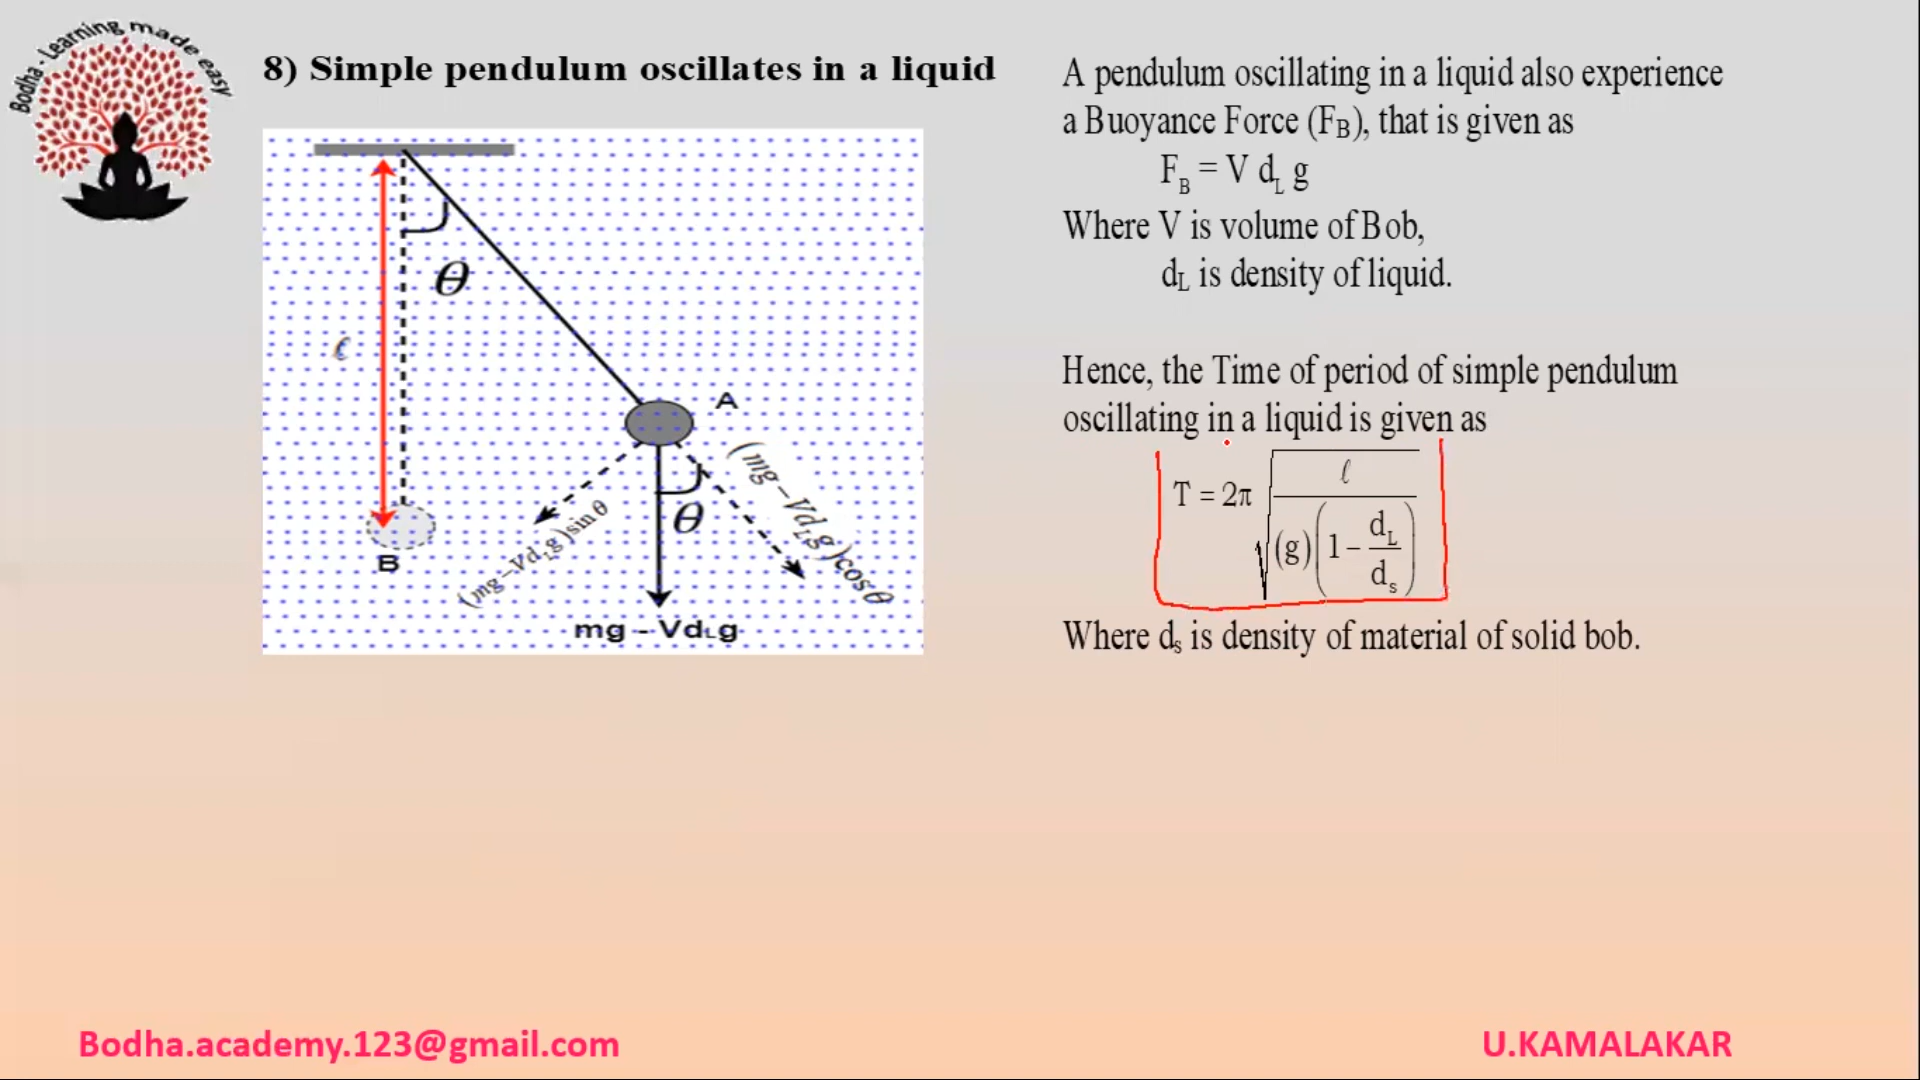 Bodha - Learning made easy
8) Simple pendulum oscillates in a liquid
θ
ℓ
A
B
θ
(mg-Vd_Lg)sinθ
(mg-Vd_Lg)cosθ
mg - Vd_Lg
A pendulum oscillating in a liquid also experience
a Buoyance Force (F_B), that is given as
F_B = V d_L g
Where V is volume of Bob,
d_L is density of liquid.
Hence, the Time of period of simple pendulum
oscillating in a liquid is given as
T = 2π √(ℓ / ((g)(1 - d_L/d_s)))
Where d_s is density of material of solid bob.
Bodha.academy.123@gmail.com
U.KAMALAKAR